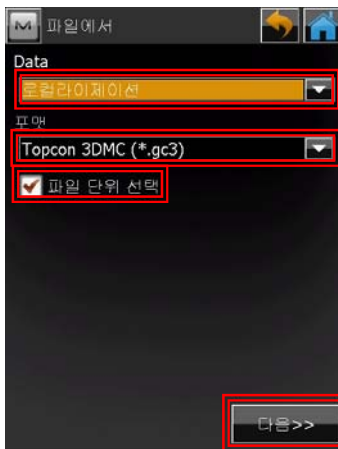 파일에서
Data
로컬라이제이션
포맷
Topcon 3DMC (*.gc3)
파일 단위 선택
다음>>